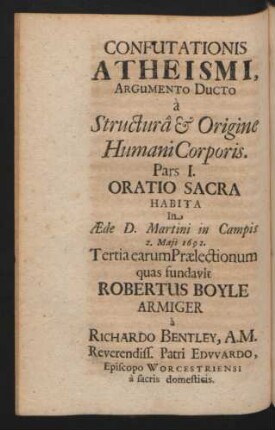 CONFUTATIONIS
ATHEISMI,
ARGUMENTO DUCTO
à
Structurâ & Origine
Humani Corporis.
Pars I.
ORATIO SACRA
HABITA
In
Æde D. Martini in Campis
2. Maji 1692.
Tertia earum Prælectionum
quas fundavit
ROBERTUS BOYLE
ARMIGER
à
RICHARDO BENTLEY, A.M.
Reverendiss. Patri EDVVARDO,
Episcopo WORCESTRIENSI
à sacris domesticis.